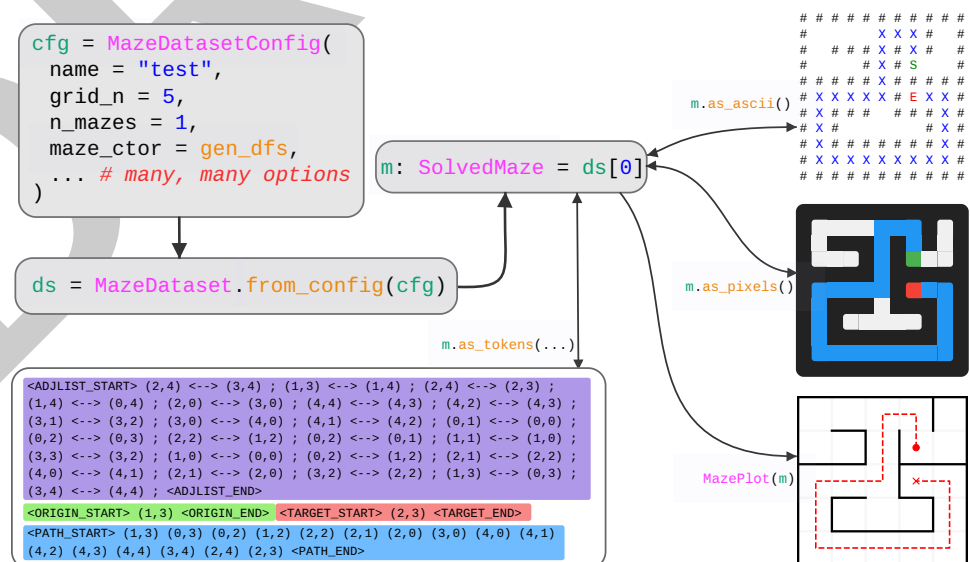 cfg = MazeDatasetConfig(
name = "test",
grid_n = 5,
n_mazes = 1,
maze_ctor = gen_dfs,
... # many, many options
)
ds = MazeDataset.from_config(cfg)
m: SolvedMaze = ds[0]
m.as_ascii()
# # # # # # # # # # #
#         X X X #   #
#   # # # X # X #   #
#       # X # S     #
# # # # # X # # # # #
# X X X X X # E X X #
# X # # #   # # # X #
# X #           # X #
# X # # # # # # # X #
# X X X X X X X X X #
# # # # # # # # # # #
m.as_pixels()
MazePlot(m)
m.as_tokens(...)
<ADJLIST_START> (2,4) <--> (3,4) ; (1,3) <--> (1,4) ; (2,4) <--> (2,3) ;
(1,4) <--> (0,4) ; (2,0) <--> (3,0) ; (4,4) <--> (4,3) ; (4,2) <--> (4,3) ;
(3,1) <--> (3,2) ; (3,0) <--> (4,0) ; (4,1) <--> (4,2) ; (0,1) <--> (0,0) ;
(0,2) <--> (0,3) ; (2,2) <--> (1,2) ; (0,2) <--> (0,1) ; (1,1) <--> (1,0) ;
(3,3) <--> (3,2) ; (1,0) <--> (0,0) ; (0,2) <--> (1,2) ; (2,1) <--> (2,2) ;
(4,0) <--> (4,1) ; (2,1) <--> (2,0) ; (3,2) <--> (2,2) ; (1,3) <--> (0,3) ;
(3,4) <--> (4,4) ; <ADJLIST_END>
<ORIGIN_START> (1,3) <ORIGIN_END> <TARGET_START> (2,3) <TARGET_END>
<PATH_START> (1,3) (0,3) (0,2) (1,2) (2,2) (2,1) (2,0) (3,0) (4,0) (4,1)
(4,2) (4,3) (4,4) (3,4) (2,4) (2,3) <PATH_END>